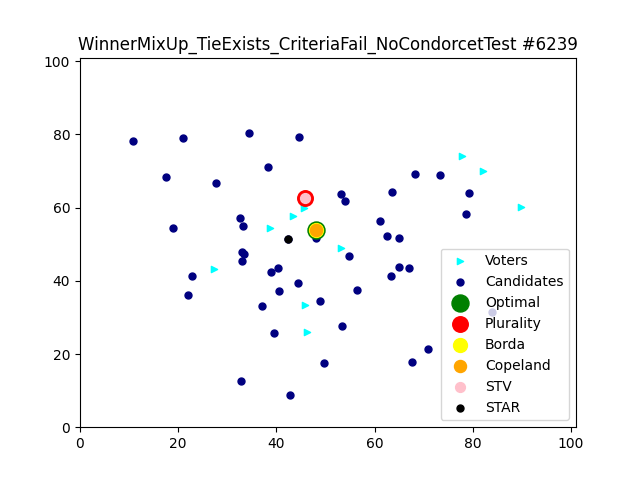 WinnerMixUp_TieExists_CriteriaFail_NoCondorcetTest #6239
100
80
60
40
20
0
0 20 40 60 80 100
Voters
Candidates
Optimal
Plurality
Borda
Copeland
STV
STAR